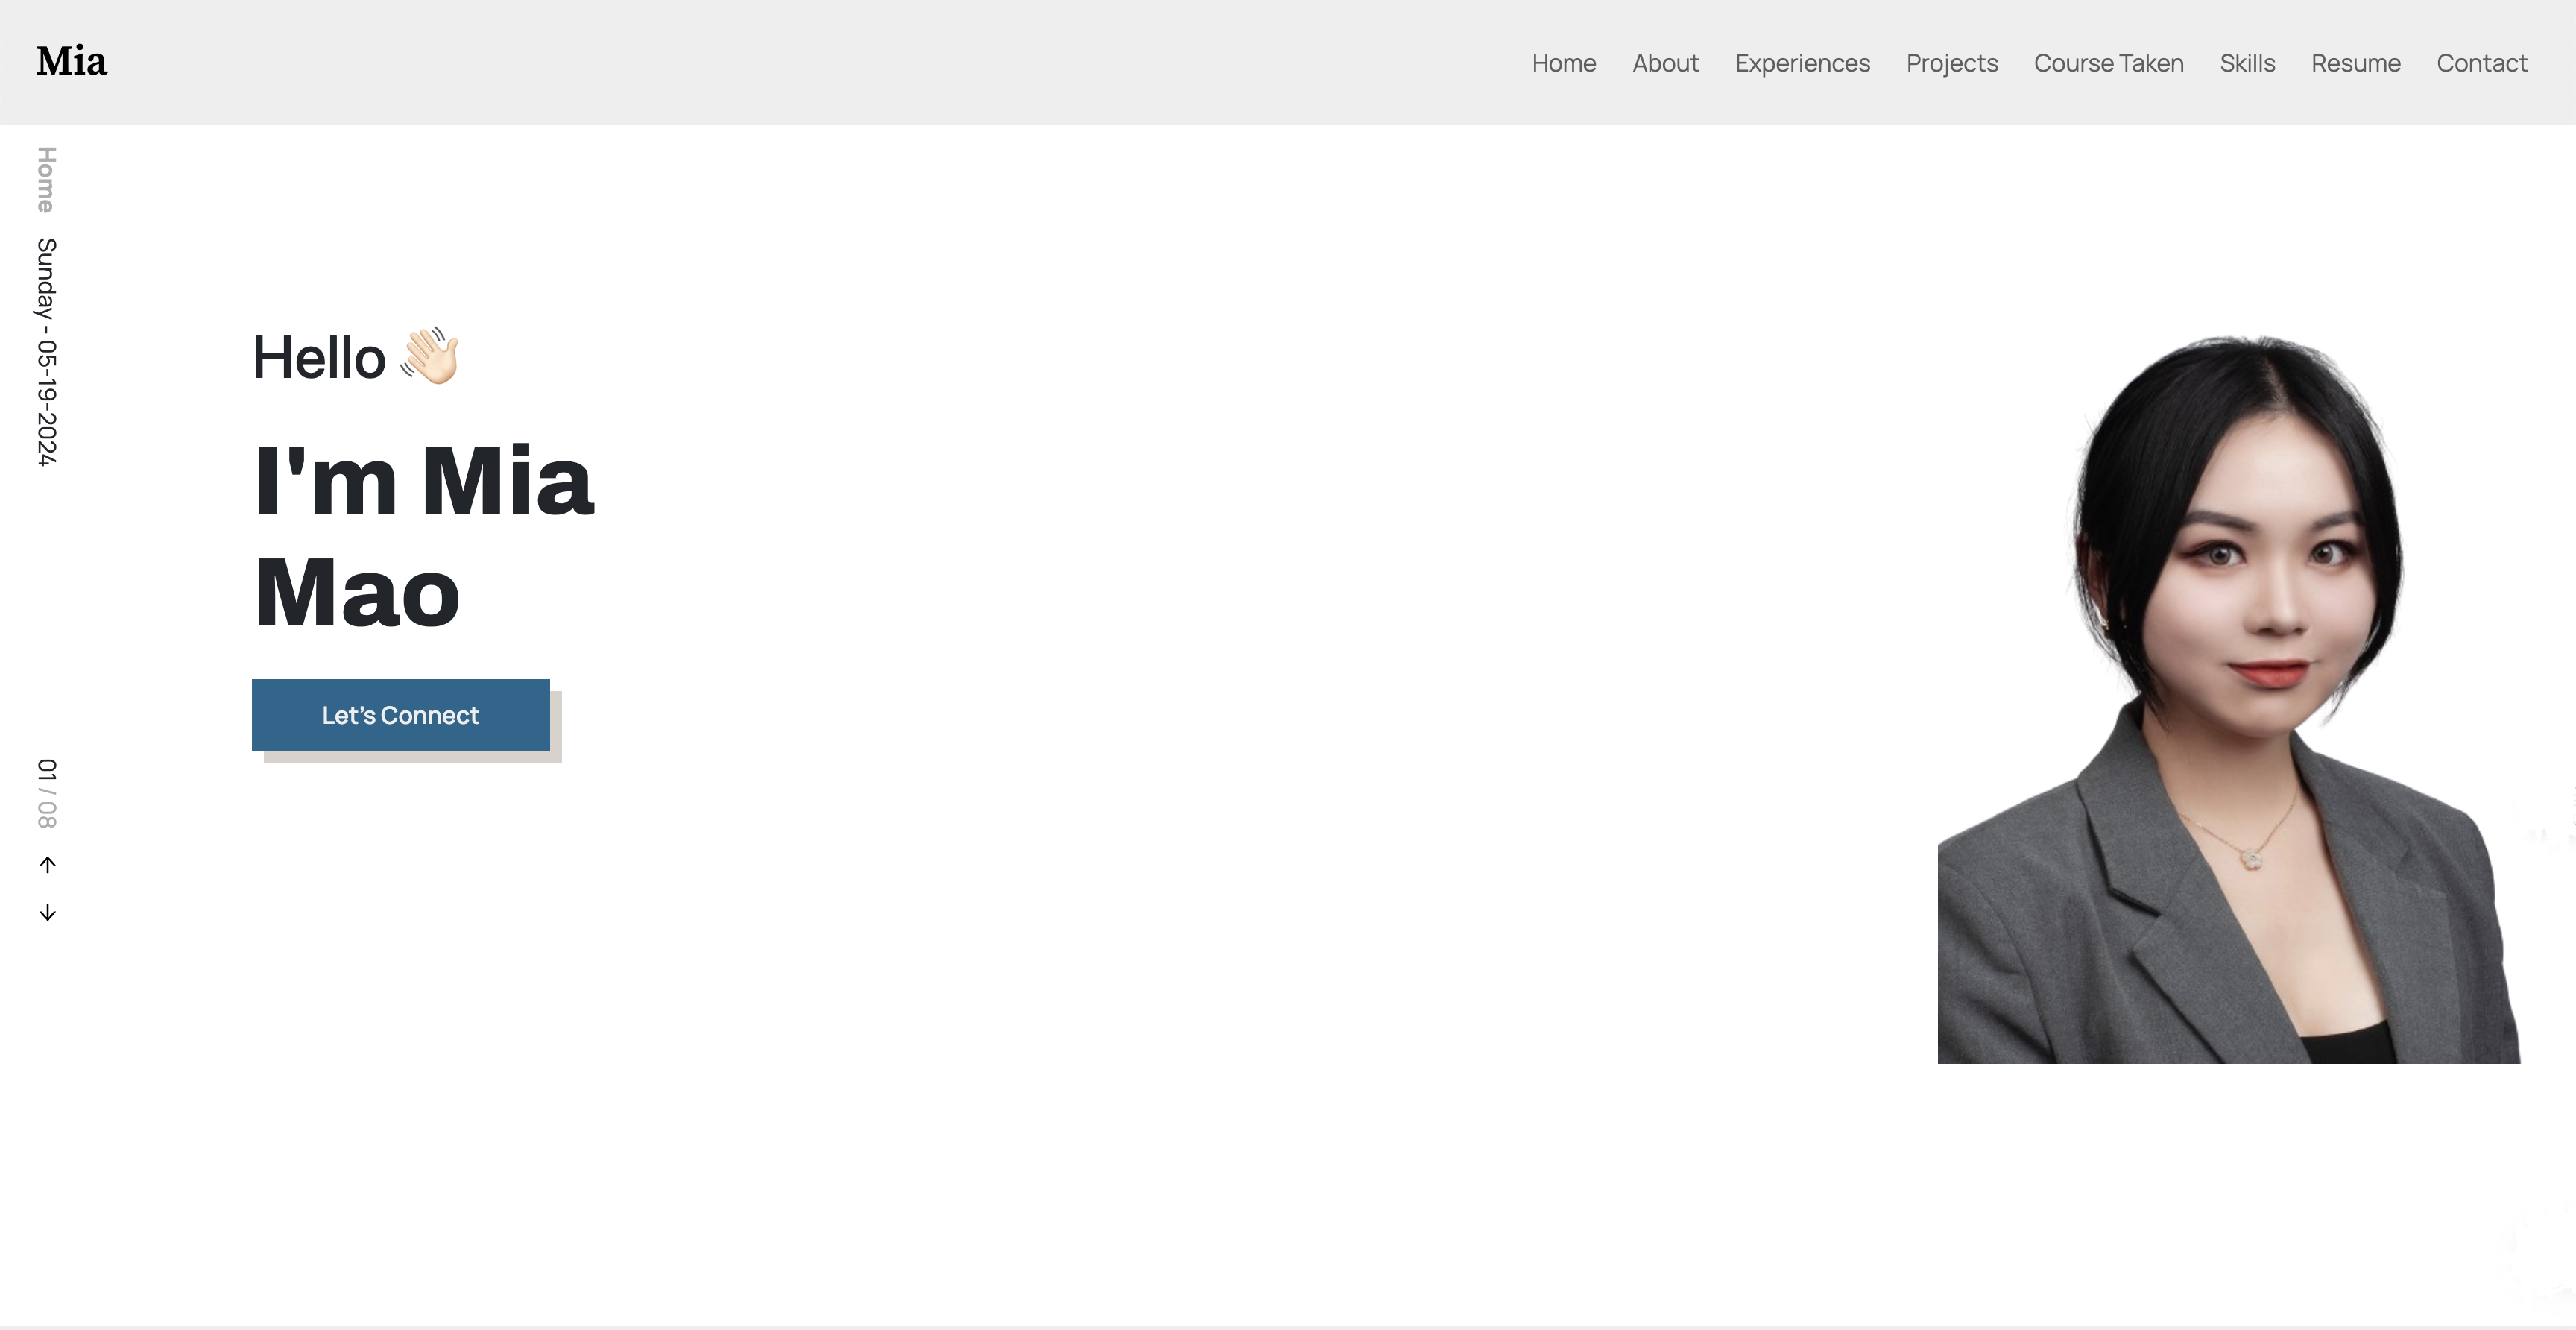 Mia
Home About Experiences Projects Course Taken Skills Resume Contact
Home Sunday - 05-19-2024
Hello 👋🏻
I'm Mia
Mao
Let's Connect
01 / 08